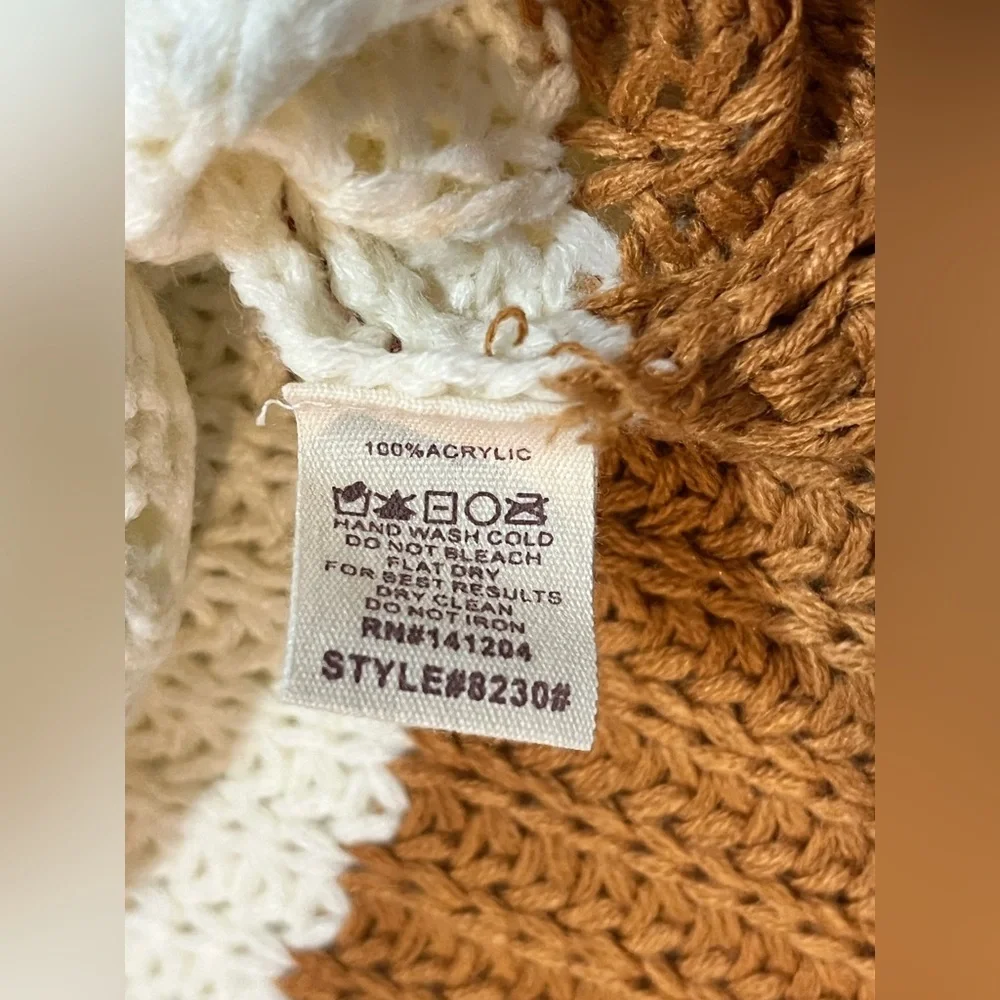 100%ACRYLIC
HAND WASH COLD
DO NOT BLEACH
FLAT DRY
FOR BEST RESULTS
DRY CLEAN
DO NOT IRON
RN#141204
STYLE#8230#